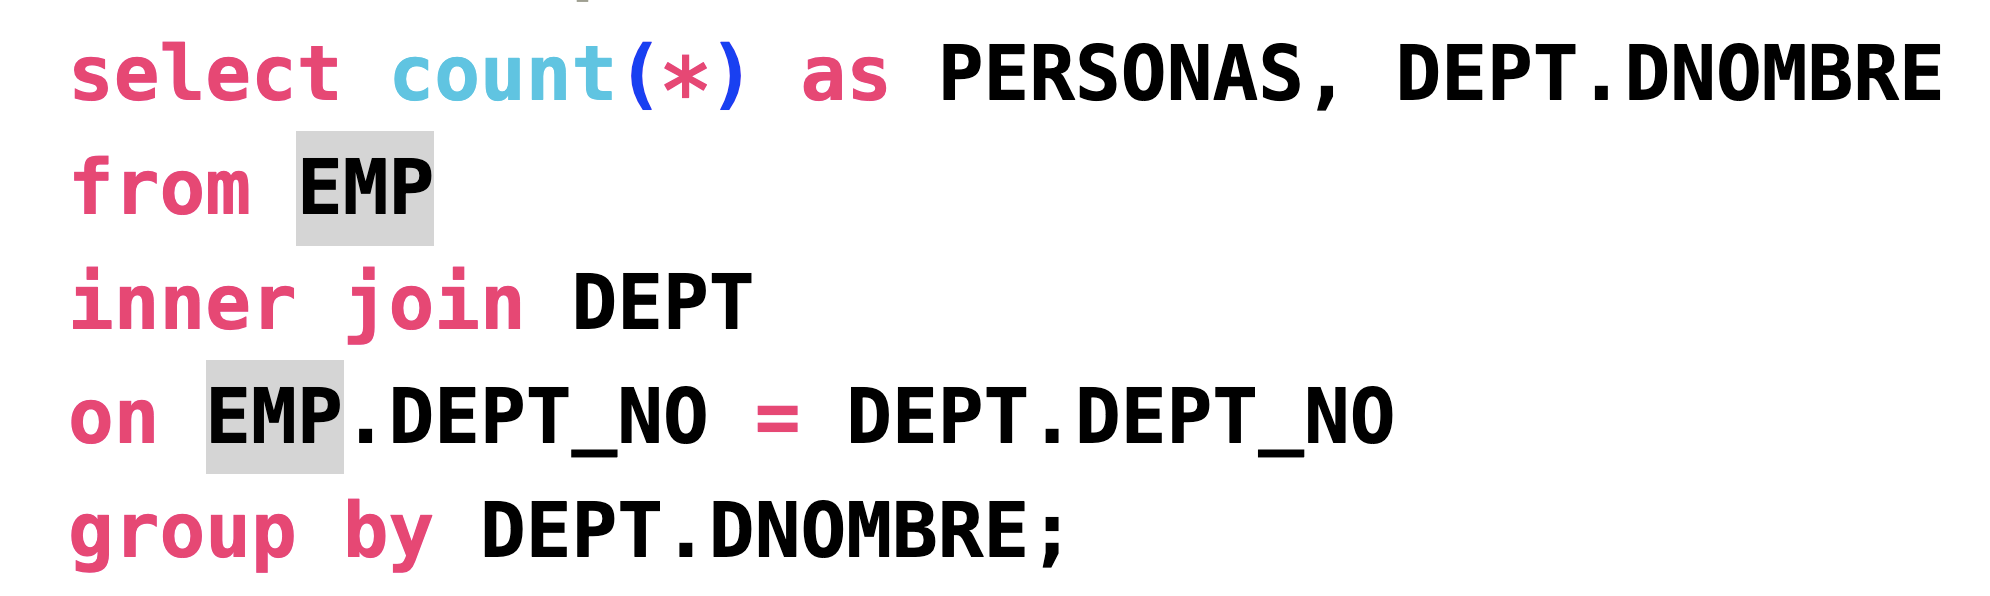 select count(*) as PERSONAS, DEPT.DNOMBRE
from EMP
inner join DEPT
on EMP.DEPT_NO = DEPT.DEPT_NO
group by DEPT.DNOMBRE;